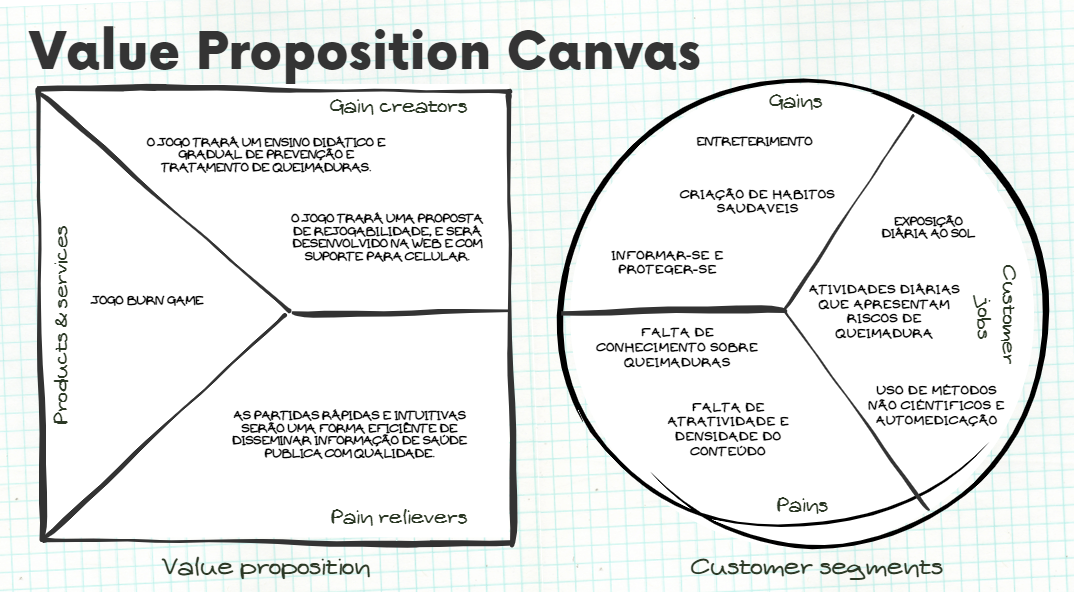 Value Proposition Canvas
Gain creators
O JOGO TRARÁ UM ENSINO DIDÁTICO E
GRADUAL DE PREVENÇÃO E
TRATAMENTO DE QUEIMADURAS.
O JOGO TRARÁ UMA PROPOSTA
DE REJOGABILIDADE, E SERÁ
DESENVOLVIDO NA WEB E COM
SUPORTE PARA CELULAR.
Products & services
JOGO BURN GAME
AS PARTIDAS RÁPIDAS E INTUITIVAS
SERÃO UMA FORMA EFICIÊNTE DE
DISSEMINAR INFORMAÇÃO DE SAÚDE
PUBLICA COM QUALIDADE.
Pain relievers
Value proposition
Gains
ENTRETERIMENTO
CRIAÇÃO DE HABITOS
SAUDAVEIS
INFORMAR-SE E
PROTEGER-SE
EXPOSIÇÃO
DIÁRIA AO SOL
ATIVIDADES DIÁRIAS
QUE APRESENTAM
RISCOS DE
QUEIMADURA
USO DE MÉTODOS
NÃO CIÊNTIFICOS E
AUTOMEDICAÇÃO
Customer
jobs
FALTA DE
CONHECIMENTO SOBRE
QUEIMADURAS
FALTA DE
ATRATIVIDADE E
DENSIDADE DO
CONTEÚDO
Pains
Customer segments